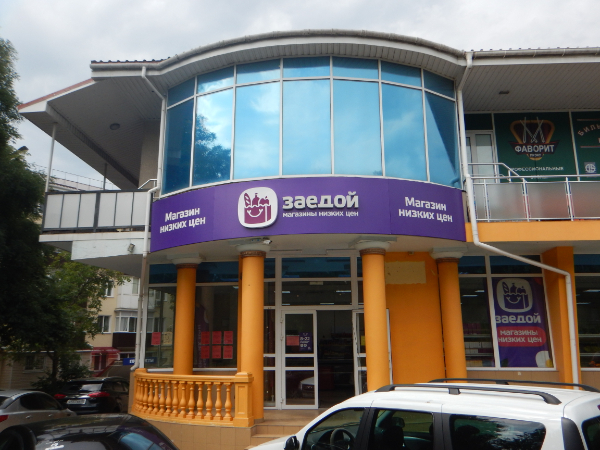 Магазин
низких цен
заедой
магазины низких цен
Магазин
низких цен
ФАВОРИТ
заедой
магазины
низких цен